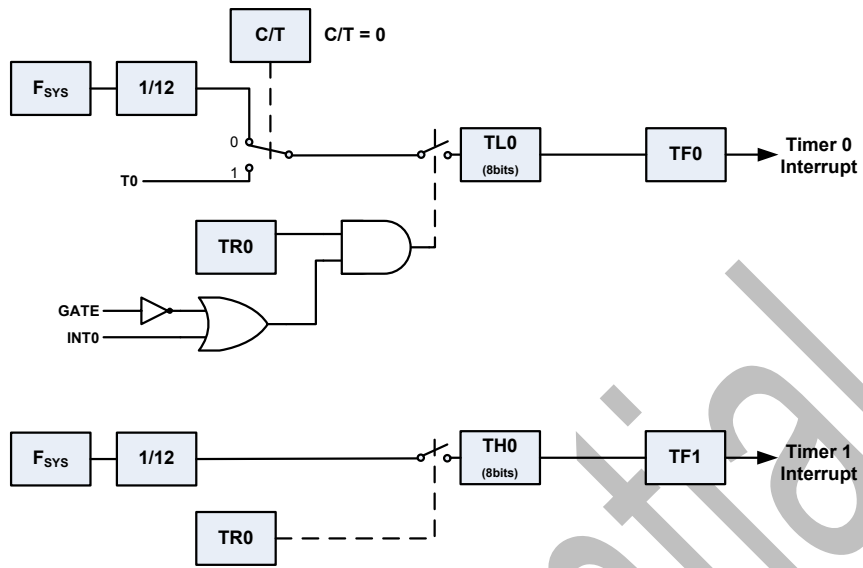 C/T
C/T = 0
FSYS
1/12
0
1
T0
TL0
(8bits)
TF0
Timer 0
Interrupt
TR0
GATE
INT0
FSYS
1/12
TH0
(8bits)
TF1
Timer 1
Interrupt
TR0